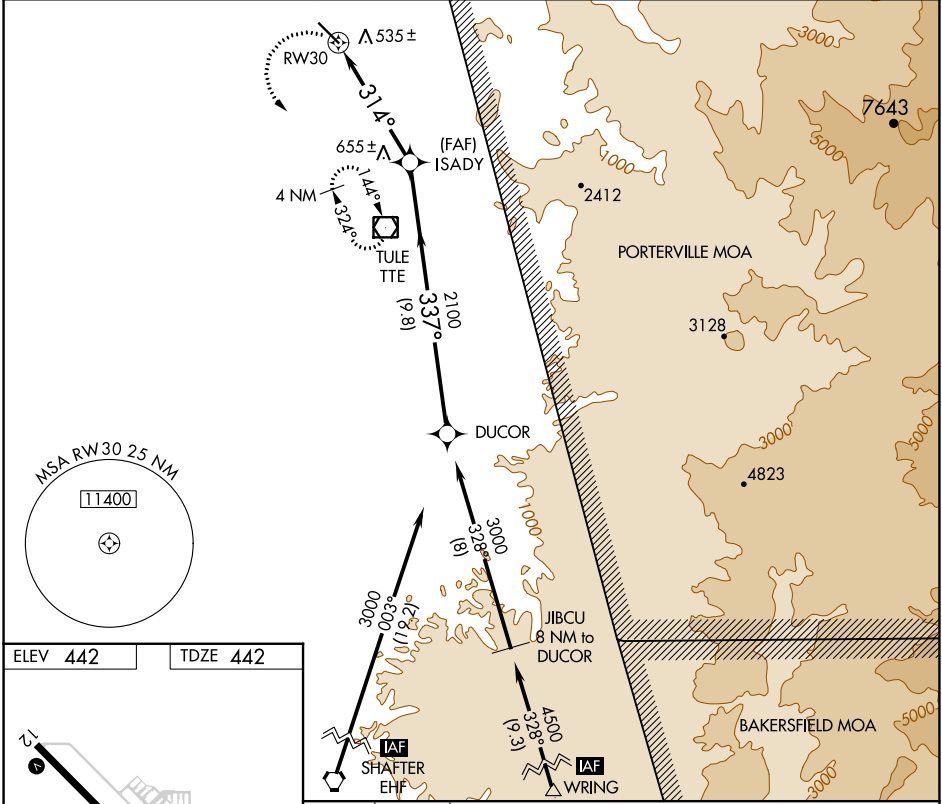 3000
RW30
535 ±
314°
7643
5000
655 ±
(FAF)
ISADY
1000
4 NM
144°
324°
2412
TULE
TTE
PORTERVILLE MOA
2100
337°
(9.8)
3128
DUCOR
3000
5000
4823
MSA RW30 25 NM
11400
1000
3000
328°
(8)
3000
003°
(19.2)
JIBCU
8 NM to
DUCOR
ELEV 442
TDZE 442
4500
328°
(9.3)
BAKERSFIELD MOA
5000
12
V
IAF
SHAFTER
EHF
IAF
WRING
3000